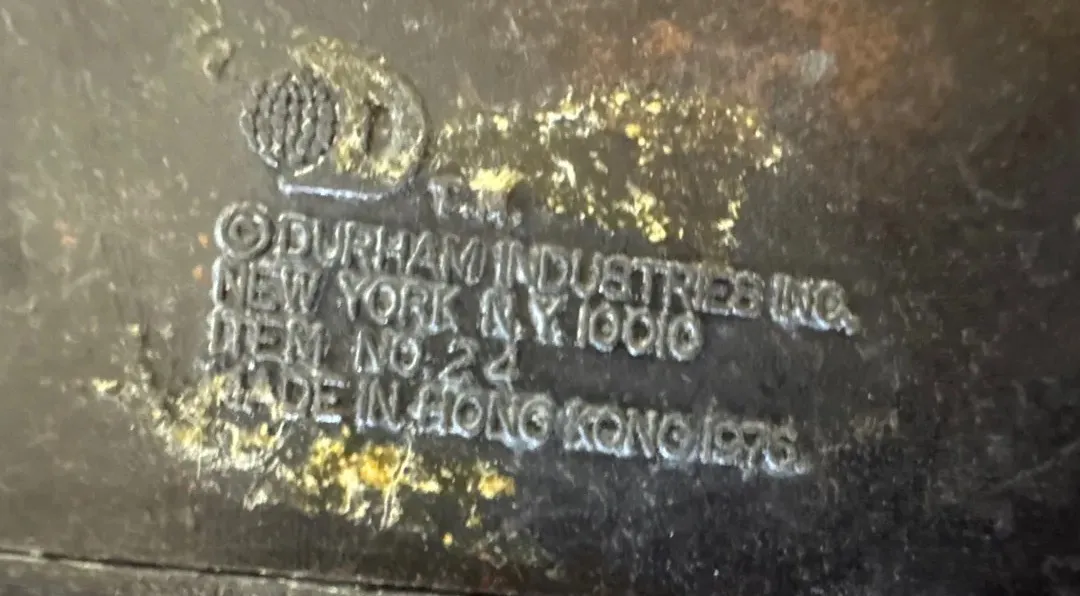 D
© DURHAM INDUSTRIES INC.
NEW YORK N.Y. 10010
ITEM NO. 24
MADE IN HONG KONG 1976.